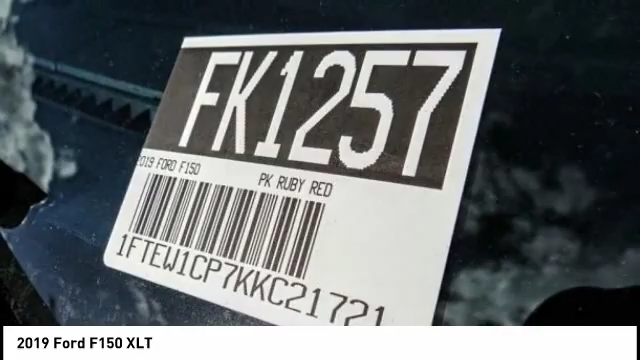 FK1257
2019 FORD F150
PK RUBY RED
1FTEW1CP7KKC21721
2019 Ford F150 XLT